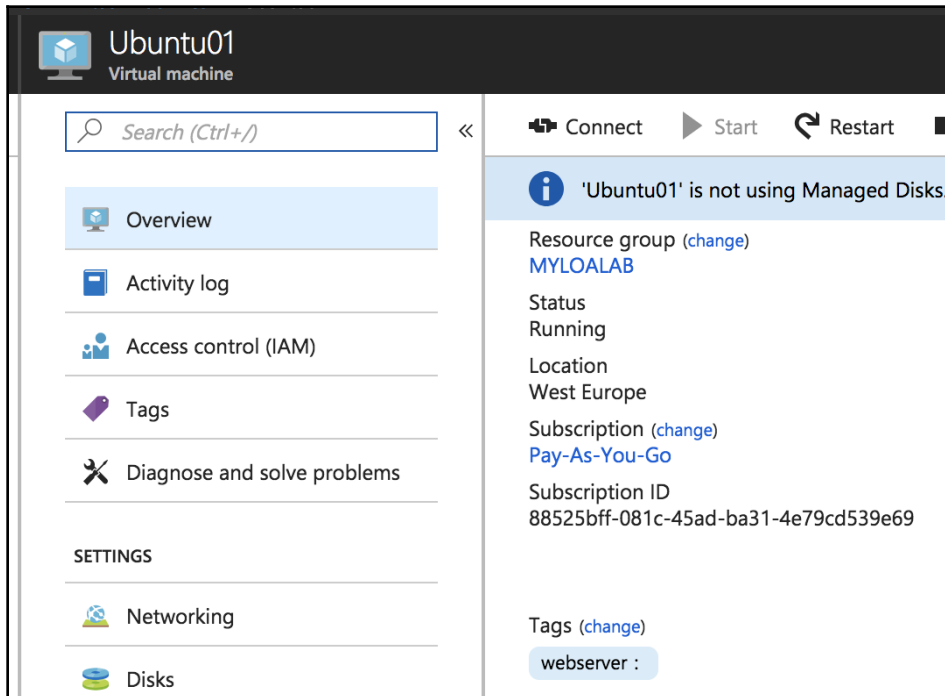 Ubuntu01
Virtual machine
Search (Ctrl+/)
«
Overview
Activity log
Access control (IAM)
Tags
Diagnose and solve problems
SETTINGS
Networking
Disks
Connect
Start
Restart
'Ubuntu01' is not using Managed Disks.
Resource group (change)
MYLOALAB
Status
Running
Location
West Europe
Subscription (change)
Pay-As-You-Go
Subscription ID
88525bff-081c-45ad-ba31-4e79cd539e69
Tags (change)
webserver :